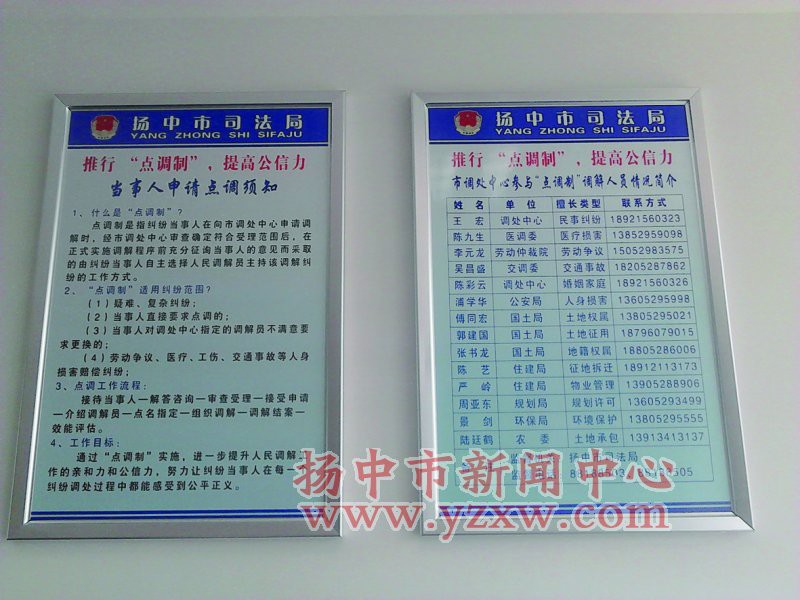 扬中市司法局
YANG ZHONG SHI SIFAJU
推行 “点调制”，提高公信力
当事人申请点调须知
1、什么是“点调制”？
点调制是指纠纷当事人在向市调处中心申请调
解时，经市调处中心审查确定符合受理范围后，在
正式实施调解程序前充分征询当事人的意见而采取
的由纠纷当事人自主选择人民调解员主持该调解纠
纷的工作方式。
2、“点调制”适用纠纷范围？
（1）疑难、复杂纠纷；
（2）当事人直接要求点调的；
（3）当事人对调处中心指定的调解员不满意要
求更换的；
（4）劳动争议、医疗、工伤、交通事故等人身
损害赔偿纠纷；
3、点调工作流程：
接待当事人—解答咨询—审查受理—接受申请
—介绍调解员—点名指定—组织调解—调解结案—
效能评估。
4、工作目标：
通过“点调制”实施，进一步提升人民调解工
作的亲和力和公信力，努力让纠纷当事人在每一个
纠纷调处过程中都能感受到公平正义。
扬中市司法局
YANG ZHONG SHI SIFAJU
推行 “点调制”，提高公信力
市调处中心参与“点调制”调解人员情况简介
姓名 单位 擅长类型 联系方式
王宏 调处中心 民事纠纷 18921560323
陈九生 医调委 医疗损害 13852959098
李元龙 劳动仲裁院 劳动争议 15052983575
吴昌盛 交调委 交通事故 18205287862
陈彩云 调处中心 婚姻家庭 18921560326
浦学华 公安局 人身损害 13605295998
傅同宏 国土局 土地权属 13805295021
郭建国 国土局 土地征用 18796079015
张书龙 国土局 地籍权属 18805286006
陈艺 住建局 征地拆迁 18912113173
严岭 住建局 物业管理 13905288906
周亚东 规划局 规划许可 13605293499
景剑 环保局 环境保护 13805295555
陆廷鹤 农委 土地承包 13913413137
扬中市司法局
扬中市新闻中心
www.yzxw.com